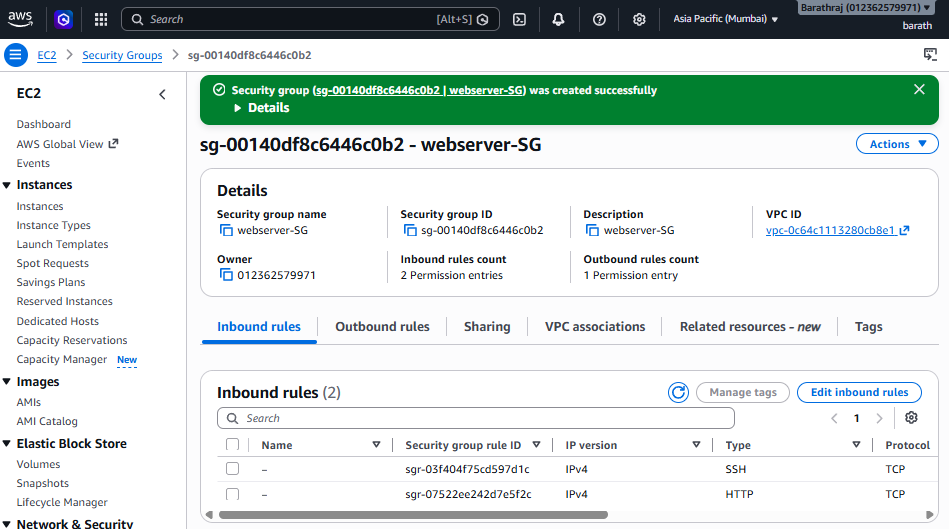 aws
Search [Alt+S]
Asia Pacific (Mumbai)
Barathraj (012362579971)
barath
EC2 > Security Groups > sg-00140df8c6446c0b2
EC2
Dashboard
AWS Global View
Events
Instances
Instances
Instance Types
Launch Templates
Spot Requests
Savings Plans
Reserved Instances
Dedicated Hosts
Capacity Reservations
Capacity Manager New
Images
AMIs
AMI Catalog
Elastic Block Store
Volumes
Snapshots
Lifecycle Manager
Network & Security
Security group (sg-00140df8c6446c0b2 | webserver-SG) was created successfully
Details
sg-00140df8c6446c0b2 - webserver-SG
Actions
Details
Security group name
webserver-SG
Security group ID
sg-00140df8c6446c0b2
Description
webserver-SG
VPC ID
vpc-0c64c1113280cb8e1
Owner
012362579971
Inbound rules count
2 Permission entries
Outbound rules count
1 Permission entry
Inbound rules Outbound rules Sharing VPC associations Related resources - new Tags
Inbound rules (2)
Manage tags
Edit inbound rules
Search
1
Name Security group rule ID IP version Type Protocol
– sgr-03f404f75cd597d1c IPv4 SSH TCP
– sgr-07522ee242d7e5f2c IPv4 HTTP TCP